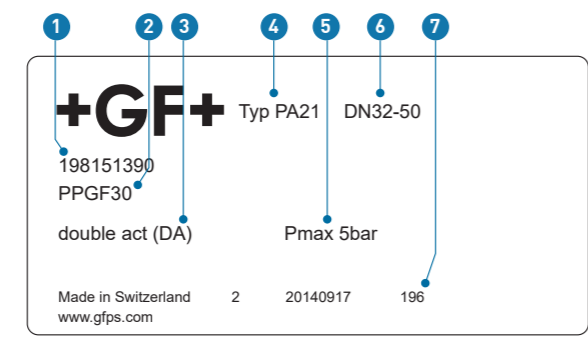 1 2 3 4 5 6 7
+GF+ Typ PA21 DN32-50
198151390
PPGF30
double act (DA) Pmax 5bar
Made in Switzerland 2 20140917 196
www.gfps.com